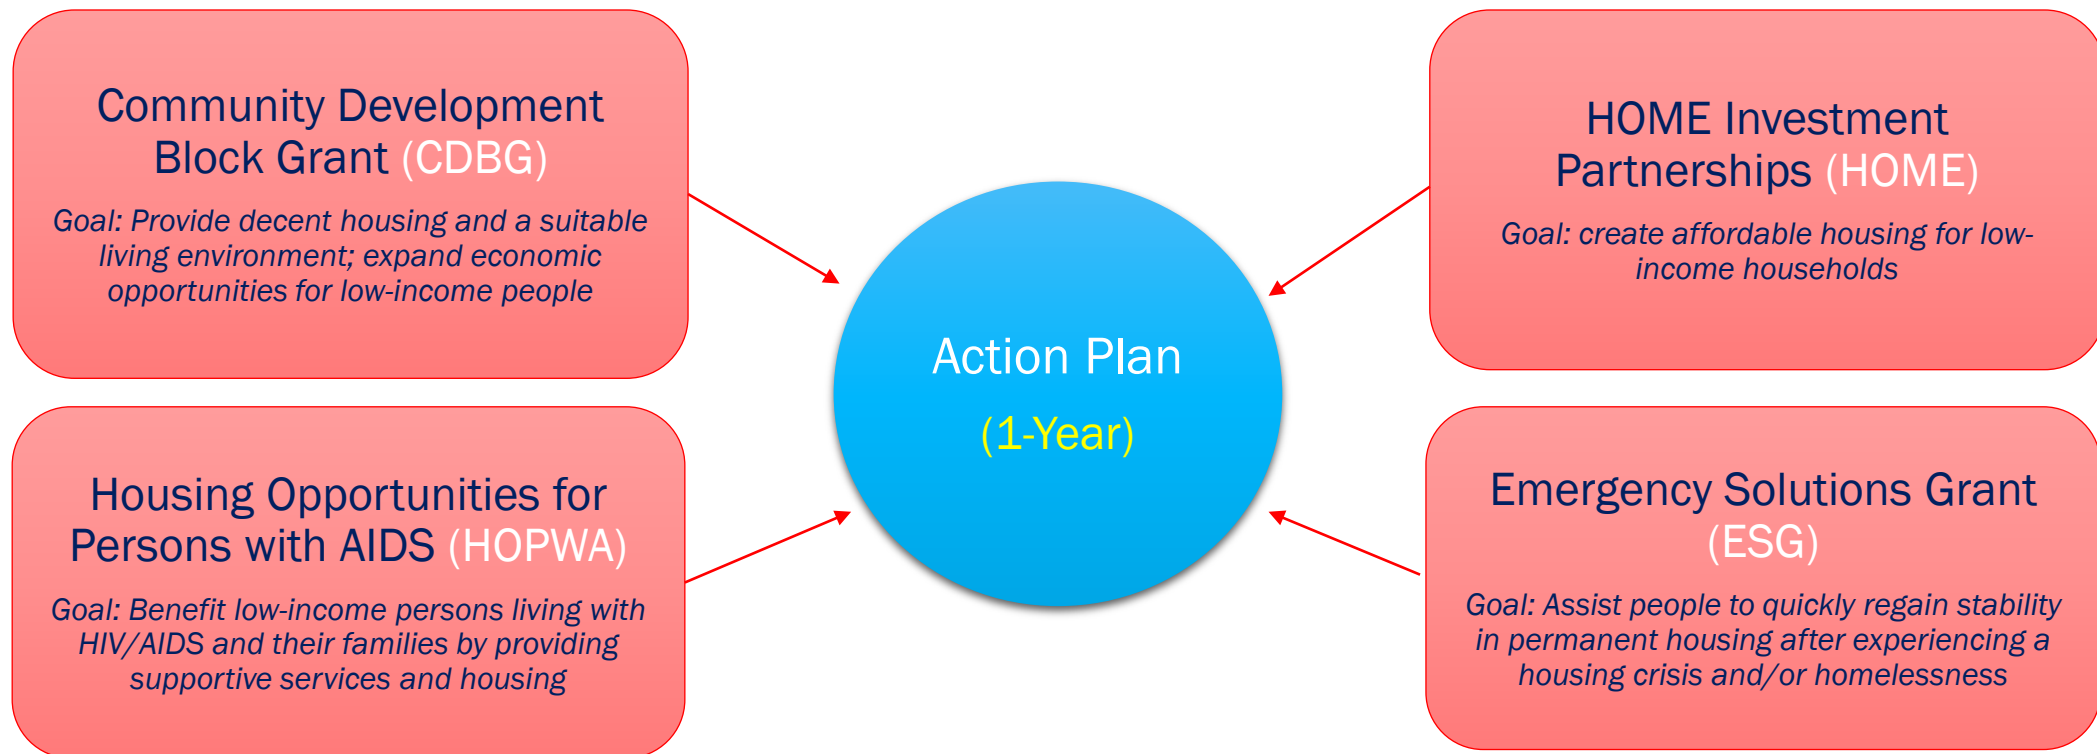 Community Development
Block Grant (CDBG)
Goal: Provide decent housing and a suitable
living environment; expand economic
opportunities for low-income people
HOME Investment
Partnerships (HOME)
Goal: create affordable housing for low-
income households
Action Plan
(1-Year)
Housing Opportunities for
Persons with AIDS (HOPWA)
Goal: Benefit low-income persons living with
HIV/AIDS and their families by providing
supportive services and housing
Emergency Solutions Grant
(ESG)
Goal: Assist people to quickly regain stability
in permanent housing after experiencing a
housing crisis and/or homelessness